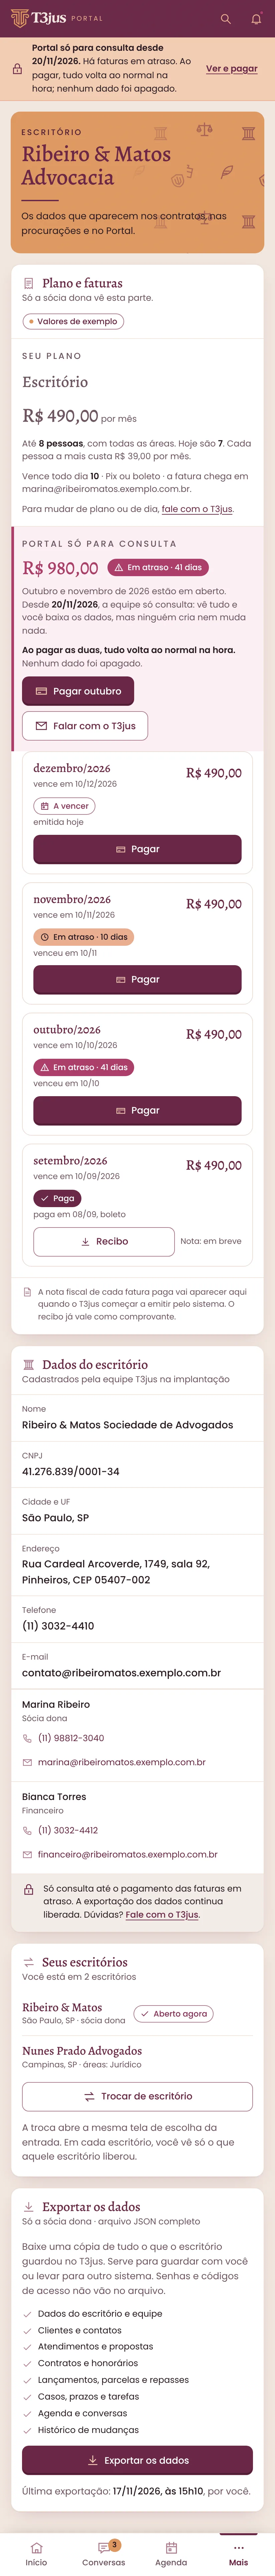 T3jus PORTAL
Portal só para consulta desde
20/11/2026. Há faturas em atraso. Ao
pagar, tudo volta ao normal na
hora; nenhum dado foi apagado.
Ver e pagar
ESCRITÓRIO
Ribeiro & Matos
Advocacia
Os dados que aparecem nos contratos, nas
procurações e no Portal.
Plano e faturas
Só a sócia dona vê esta parte.
Valores de exemplo
SEU PLANO
Escritório
R$ 490,00 por mês
Até 8 pessoas, com todas as áreas. Hoje são 7. Cada
pessoa a mais custa R$ 39,00 por mês.
Vence todo dia 10 · Pix ou boleto · a fatura chega em
marina@ribeiromatos.exemplo.com.br.
Para mudar de plano ou de dia, fale com o T3jus.
PORTAL SÓ PARA CONSULTA
R$ 980,00 Em atraso · 41 dias
Outubro e novembro de 2026 estão em aberto.
Desde 20/11/2026, a equipe só consulta: vê tudo e
você baixa os dados, mas ninguém cria nem muda
nada.
Ao pagar as duas, tudo volta ao normal na hora.
Nenhum dado foi apagado.
Pagar outubro
Falar com o T3jus
dezembro/2026
R$ 490,00
vence em 10/12/2026
A vencer
emitida hoje
Pagar
novembro/2026
R$ 490,00
vence em 10/11/2026
Em atraso · 10 dias
venceu em 10/11
Pagar
outubro/2026
R$ 490,00
vence em 10/10/2026
Em atraso · 41 dias
venceu em 10/10
Pagar
setembro/2026
R$ 490,00
vence em 10/09/2026
Paga
paga em 08/09, boleto
Recibo
Nota: em breve
A nota fiscal de cada fatura paga vai aparecer aqui
quando o T3jus começar a emitir pelo sistema. O
recibo já vale como comprovante.
Dados do escritório
Cadastrados pela equipe T3jus na implantação
Nome
Ribeiro & Matos Sociedade de Advogados
CNPJ
41.276.839/0001-34
Cidade e UF
São Paulo, SP
Endereço
Rua Cardeal Arcoverde, 1749, sala 92,
Pinheiros, CEP 05407-002
Telefone
(11) 3032-4410
E-mail
contato@ribeiromatos.exemplo.com.br
Marina Ribeiro
Sócia dona
(11) 98812-3040
marina@ribeiromatos.exemplo.com.br
Bianca Torres
Financeiro
(11) 3032-4412
financeiro@ribeiromatos.exemplo.com.br
Só consulta até o pagamento das faturas em
atraso. A exportação dos dados continua
liberada. Dúvidas? Fale com o T3jus.
Seus escritórios
Você está em 2 escritórios
Ribeiro & Matos
São Paulo, SP · sócia dona
Aberto agora
Nunes Prado Advogados
Campinas, SP · áreas: Jurídico
Trocar de escritório
A troca abre a mesma tela de escolha da
entrada. Em cada escritório, você vê só o que
aquele escritório liberou.
Exportar os dados
Só a sócia dona · arquivo JSON completo
Baixe uma cópia de tudo o que o escritório
guardou no T3jus. Serve para guardar com você
ou levar para outro sistema. Senhas e códigos
de acesso não vão no arquivo.
Dados do escritório e equipe
Clientes e contatos
Atendimentos e propostas
Contratos e honorários
Lançamentos, parcelas e repasses
Casos, prazos e tarefas
Agenda e conversas
Histórico de mudanças
Exportar os dados
Última exportação: 17/11/2026, às 15h10, por você.
3
Início
Conversas
Agenda
Mais